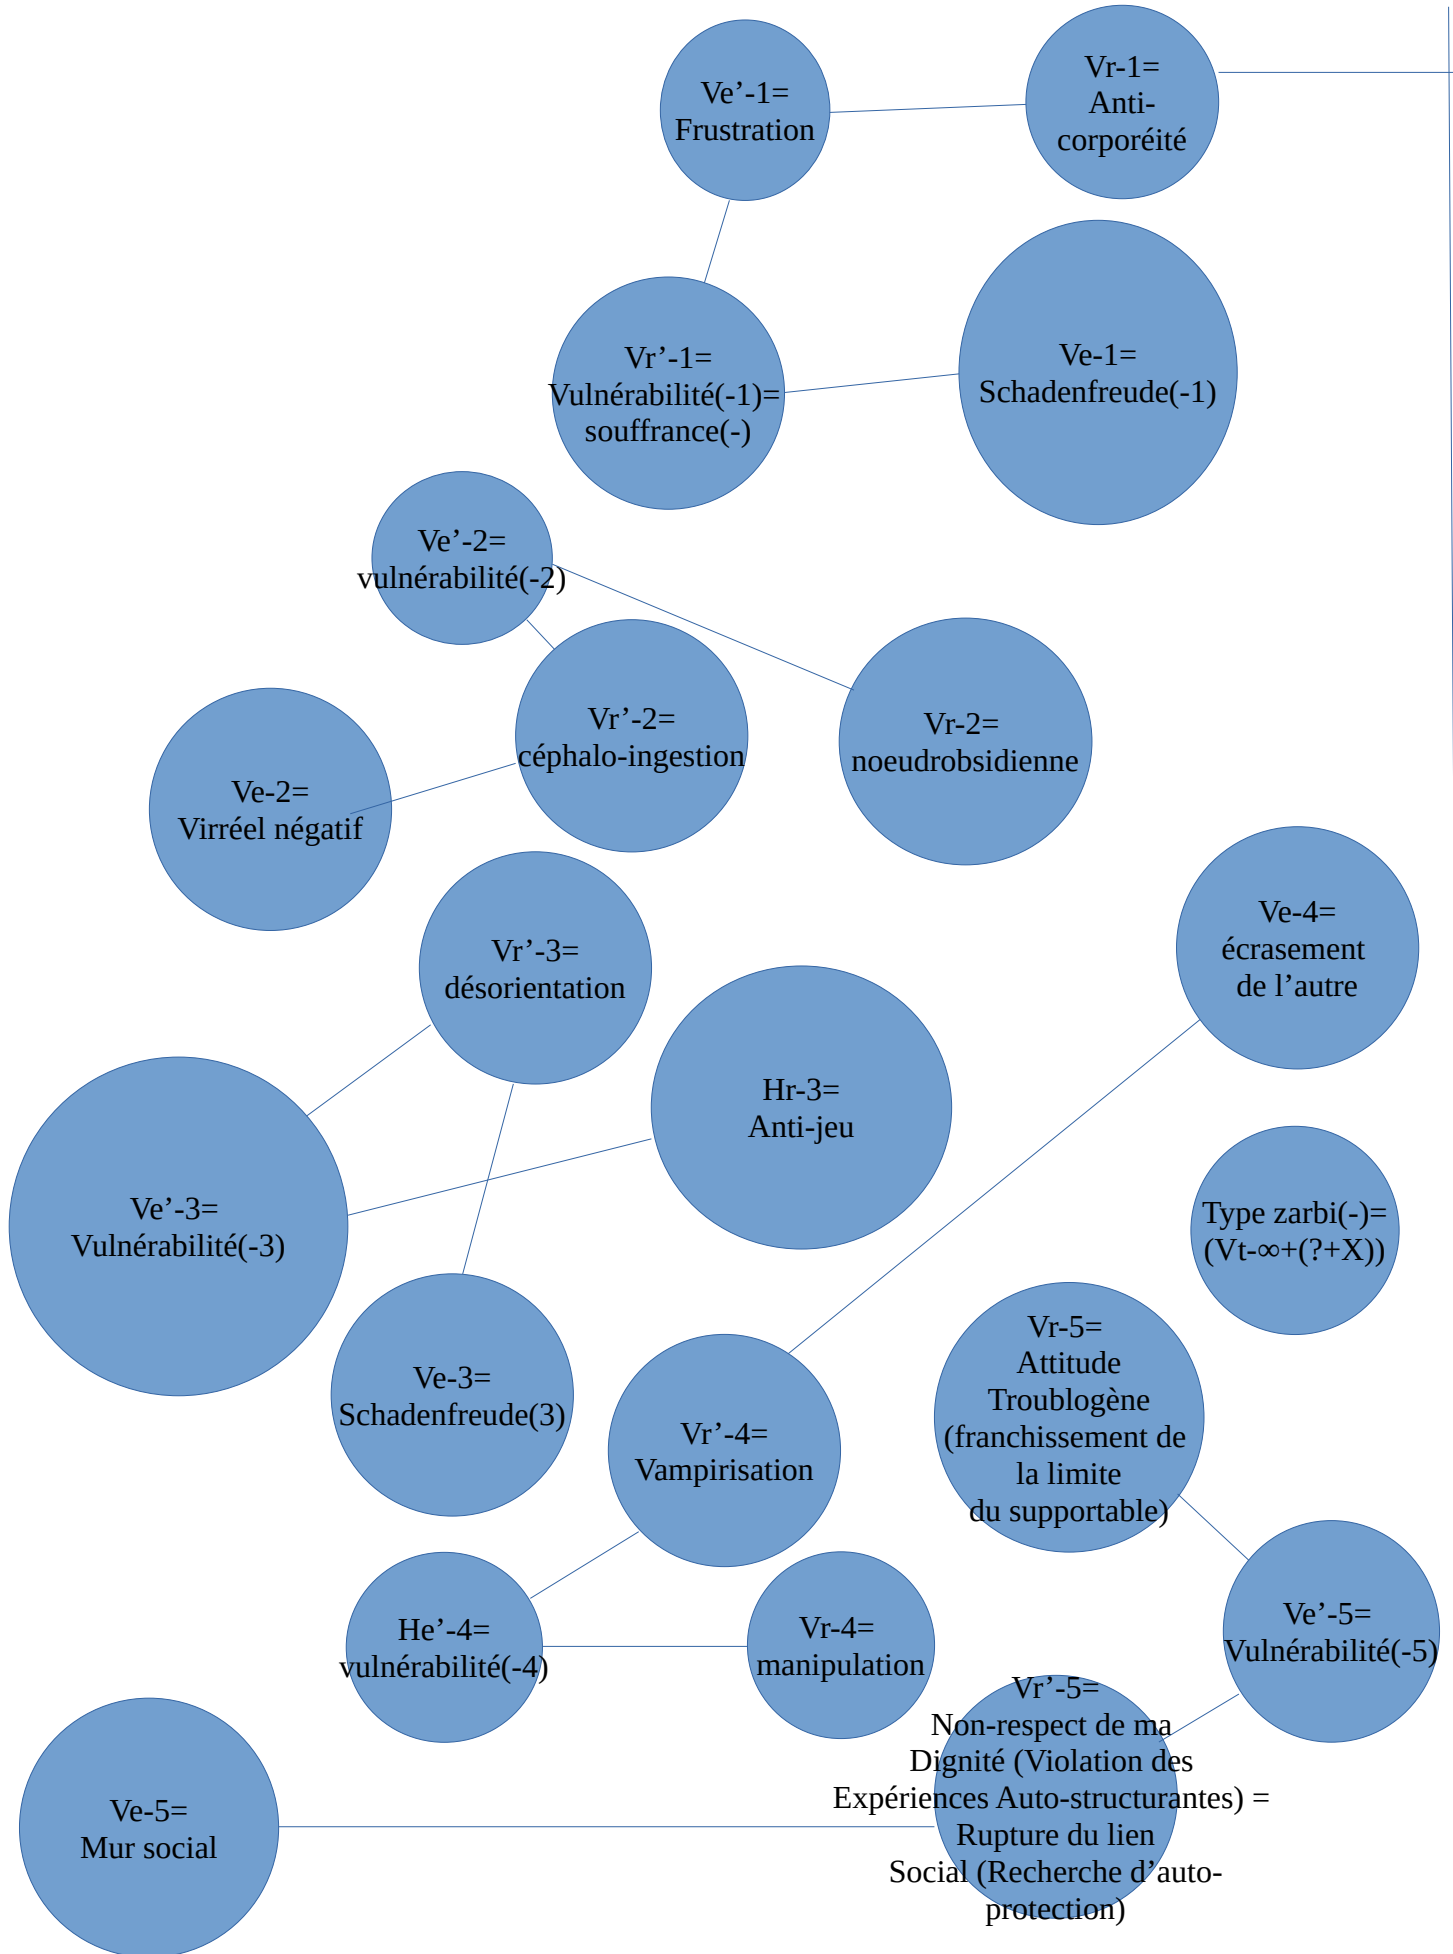 Ve’-1=
Frustration
Vr-1=
Anti-
corporéité
Vr’-1=
Vulnérabilité(-1)=
souffrance(-)
Ve-1=
Schadenfreude(-1)
Ve’-2=
vulnérabilité(-2)
Vr’-2=
céphalo-ingestion
Vr-2=
noeudrobsidienne
Ve-2=
Virréel négatif
Ve-4=
écrasement
de l’autre
Vr’-3=
désorientation
Hr-3=
Anti-jeu
Ve’-3=
Vulnérabilité(-3)
Type zarbi(-)=
(Vt-∞+(?+X))
Ve-3=
Schadenfreude(3)
Vr’-4=
Vampirisation
Vr-5=
Attitude
Troublogène
(franchissement de
la limite
du supportable)
He’-4=
vulnérabilité(-4)
Vr-4=
manipulation
Ve’-5=
Vulnérabilité(-5)
Vr’-5=
Non-respect de ma
Dignité (Violation des
Expériences Auto-structurantes) =
Rupture du lien
Social (Recherche d’auto-
protection)
Ve-5=
Mur social